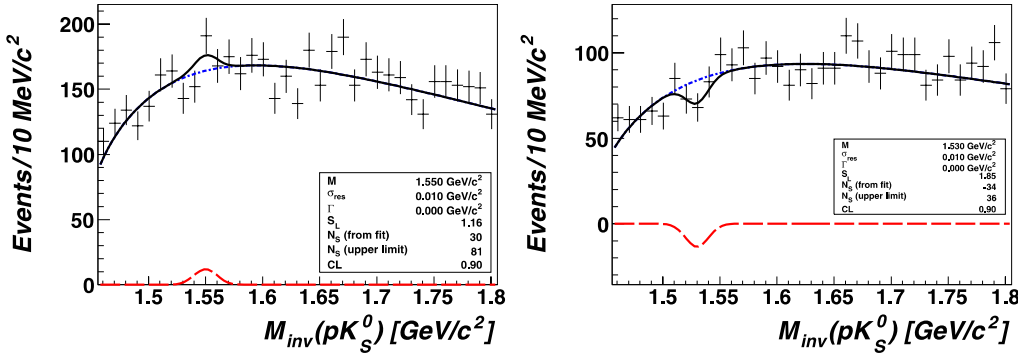 Events/10 MeV/c²
200
150
100
50
0
M 1.550 GeV/c²
σres 0.010 GeV/c²
Γ 0.000 GeV/c²
S_L 1.16
N_S (from fit) 30
N_S (upper limit) 81
CL 0.90
1.5 1.55 1.6 1.65 1.7 1.75 1.8
M_inv(pK⁰_S) [GeV/c²]
Events/10 MeV/c²
100
50
0
M 1.530 GeV/c²
σres 0.010 GeV/c²
Γ 0.000 GeV/c²
S_L 1.85
N_S (from fit) -34
N_S (upper limit) 36
CL 0.90
1.5 1.55 1.6 1.65 1.7 1.75 1.8
M_inv(pK⁰_S) [GeV/c²]